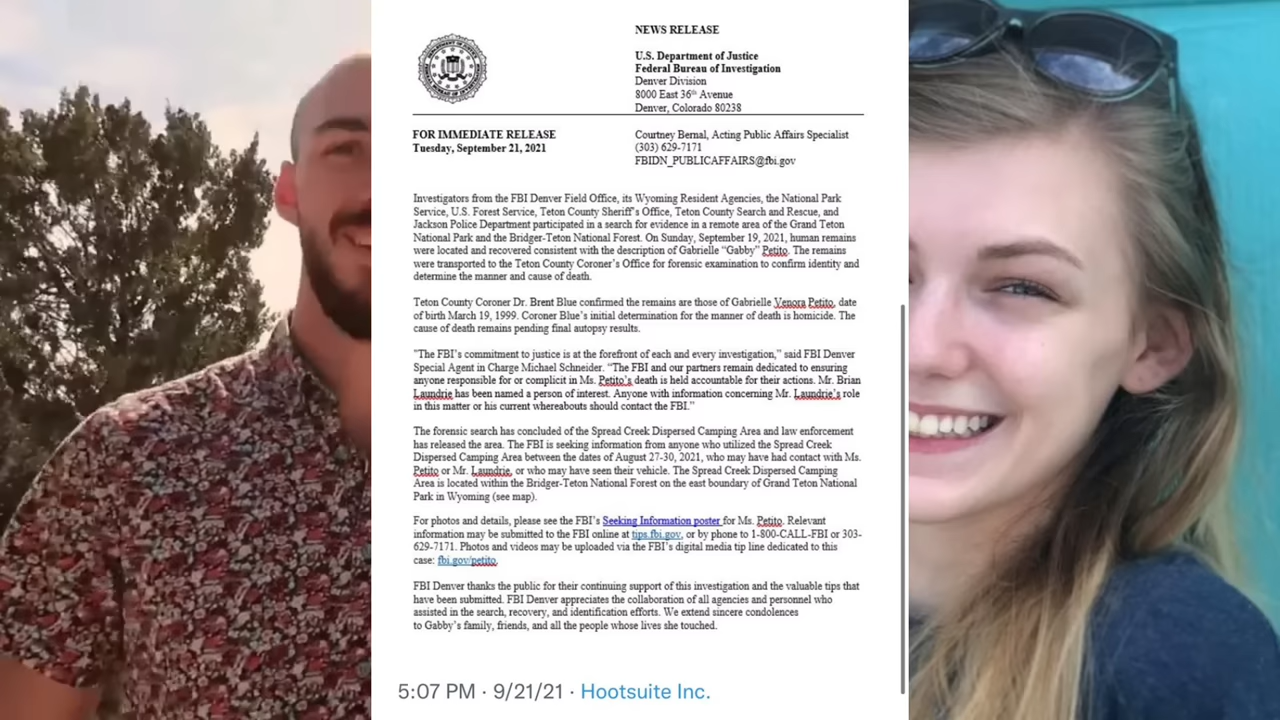 NEWS RELEASE
U.S. Department of Justice
Federal Bureau of Investigation
Denver Division
8000 East 36th Avenue
Denver, Colorado 80238
FOR IMMEDIATE RELEASE
Tuesday, September 21, 2021
Courtney Bernal, Acting Public Affairs Specialist
(303) 629-7171
FBIDN_PUBLICAFFAIRS@fbi.gov
Investigators from the FBI Denver Field Office, its Wyoming Resident Agencies, the National Park
Service, U.S. Forest Service, Teton County Sheriff's Office, Teton County Search and Rescue, and
Jackson Police Department participated in a search for evidence in a remote area of the Grand Teton
National Park and the Bridger-Teton National Forest. On Sunday, September 19, 2021, human remains
were located and recovered consistent with the description of Gabrielle “Gabby” Petito. The remains
were transported to the Teton County Coroner's Office for forensic examination to confirm identity and
determine the manner and cause of death.
Teton County Coroner Dr. Brent Blue confirmed the remains are those of Gabrielle Venora Petito, date
of birth March 19, 1999. Coroner Blue's initial determination for the manner of death is homicide. The
cause of death remains pending final autopsy results.
"The FBI's commitment to justice is at the forefront of each and every investigation,” said FBI Denver
Special Agent in Charge Michael Schneider. “The FBI and our partners remain dedicated to ensuring
anyone responsible for or complicit in Ms. Petito's death is held accountable for their actions. Mr. Brian
Laundrie has been named a person of interest. Anyone with information concerning Mr. Laundrie's role
in this matter or his current whereabouts should contact the FBI.”
The forensic search has concluded of the Spread Creek Dispersed Camping Area and law enforcement
has released the area. The FBI is seeking information from anyone who utilized the Spread Creek
Dispersed Camping Area between the dates of August 27-30, 2021, who may have had contact with Ms.
Petito or Mr. Laundrie, or who may have seen their vehicle. The Spread Creek Dispersed Camping
Area is located within the Bridger-Teton National Forest on the east boundary of Grand Teton National
Park in Wyoming (see map).
For photos and details, please see the FBI's Seeking Information poster for Ms. Petito. Relevant
information may be submitted to the FBI online at tips.fbi.gov, or by phone to 1-800-CALL-FBI or 303-
629-7171. Photos and videos may be uploaded via the FBI's digital media tip line dedicated to this
case: fbi.gov/petito.
FBI Denver thanks the public for their continuing support of this investigation and the valuable tips that
have been submitted. FBI Denver appreciates the collaboration of all agencies and personnel who
assisted in the search, recovery, and identification efforts. We extend sincere condolences
to Gabby's family, friends, and all the people whose lives she touched.
5:07 PM · 9/21/21 · Hootsuite Inc.